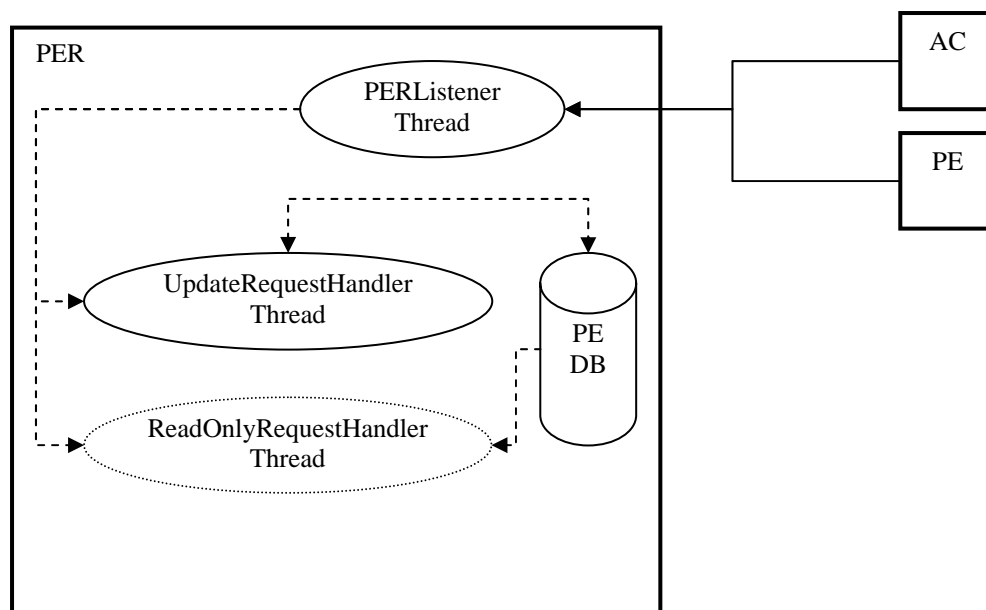 PER
AC
PERListener
Thread
PE
UpdateRequestHandler
Thread
PE
DB
ReadOnlyRequestHandler
Thread